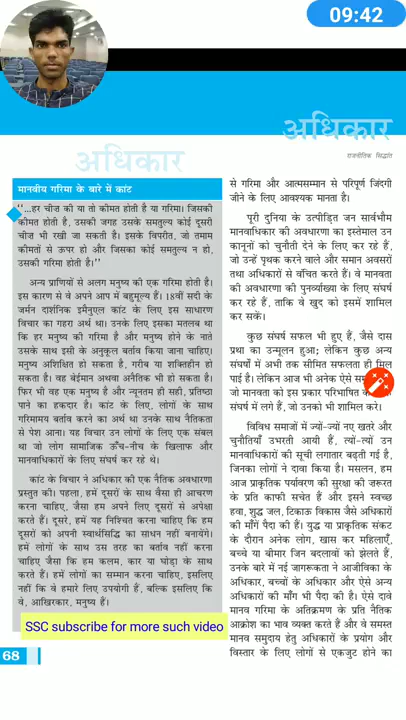 09:42
अधिकार
राजनीतिक सिद्धांत
अधिकार
मानवीय गरिमा के बारे में कांट
“...हर चीज की या तो कीमत होती है या गरिमा। जिसकी
कीमत होती है, उसकी जगह उसके समतुल्य कोई दूसरी
चीज भी रखी जा सकती है। इसके विपरीत, जो तमाम
कीमतों से ऊपर हो और जिसका कोई समतुल्य न हो,
उसकी गरिमा होती है।”
अन्य प्राणियों से अलग मनुष्य की एक गरिमा होती है।
इस कारण से वे अपने आप में बहुमूल्य हैं। 18वीं सदी के
जर्मन दार्शनिक इमैनुएल कांट के लिए इस साधारण
विचार का गहरा अर्थ था। उनके लिए इसका मतलब था
कि हर मनुष्य की गरिमा है और मनुष्य होने के नाते
उसके साथ इसी के अनुकूल बर्ताव किया जाना चाहिए।
मनुष्य अशिक्षित हो सकता है, गरीब या शक्तिहीन हो
सकता है। वह बेईमान अथवा अनैतिक भी हो सकता है।
फिर भी वह एक मनुष्य है और न्यूनतम ही सही, प्रतिष्ठा
पाने का हकदार है। कांट के लिए, लोगों के साथ
गरिमामय बर्ताव करने का अर्थ था उनके साथ नैतिकता
से पेश आना। यह विचार उन लोगों के लिए एक संबल
था जो लोग सामाजिक ऊँच-नीच के खिलाफ और
मानवाधिकारों के लिए संघर्ष कर रहे थे।
कांट के विचार ने अधिकार की एक नैतिक अवधारणा
प्रस्तुत की। पहला, हमें दूसरों के साथ वैसा ही आचरण
करना चाहिए, जैसा हम अपने लिए दूसरों से अपेक्षा
करते हैं। दूसरे, हमें यह निश्चित करना चाहिए कि हम
दूसरों को अपनी स्वार्थसिद्धि का साधन नहीं बनायेंगे।
हमें लोगों के साथ उस तरह का बर्ताव नहीं करना
चाहिए जैसा कि हम कलम, कार या घोड़ा के साथ
करते हैं। हमें लोगों का सम्मान करना चाहिए, इसलिए
नहीं कि वे हमारे लिए उपयोगी हैं, बल्कि इसलिए कि
वे, आखिरकार, मनुष्य हैं।
SSC subscribe for more such video
68
से गरिमा और आत्मसम्मान से परिपूर्ण जिंदगी
जीने के लिए आवश्यक मानता है।
पूरी दुनिया के उत्पीड़ित जन सार्वभौम
मानवाधिकार की अवधारणा का इस्तेमाल उन
कानूनों को चुनौती देने के लिए कर रहे हैं,
जो उन्हें पृथक करने वाले और समान अवसरों
तथा अधिकारों से वंचित करते हैं। वे मानवता
की अवधारणा की पुनर्व्याख्या के लिए संघर्ष
कर रहे हैं, ताकि वे खुद को इसमें शामिल
कर सकें।
कुछ संघर्ष सफल भी हुए हैं, जैसे दास
प्रथा का उन्मूलन हुआ; लेकिन कुछ अन्य
संघर्षों में अभी तक सीमित सफलता ही मिल
पाई है। लेकिन आज भी अनेक ऐसे
जो मानवता को इस प्रकार परिभाषित
में संघर्ष में लगे हैं, जो उनको भी शामिल करे।
विविध समाजों में ज्यों-ज्यों नए खतरे और
चुनौतियाँ उभरती आयी हैं, त्यों-त्यों उन
मानवाधिकारों की सूची लगातार बढ़ती गई है,
जिनका लोगों ने दावा किया है। मसलन, हम
आज प्राकृतिक पर्यावरण की सुरक्षा की जरूरत
के प्रति काफी सचेत हैं और इसने स्वच्छ
हवा, शुद्ध जल, टिकाऊ विकास जैसे अधिकारों
की माँगें पैदा की हैं। युद्ध या प्राकृतिक संकट
के दौरान अनेक लोग, खास कर महिलाएँ,
बच्चे या बीमार जिन बदलावों को झेलते हैं,
उनके बारे में नई जागरूकता ने आजीविका के
अधिकार, बच्चों के अधिकार और ऐसे अन्य
अधिकारों की माँग भी पैदा की है। ऐसे दावे
मानव गरिमा के अतिक्रमण के प्रति नैतिक
आक्रोश का भाव व्यक्त करते हैं और वे समस्त
मानव समुदाय हेतु अधिकारों के प्रयोग और
विस्तार के लिए लोगों से एकजुट होने का